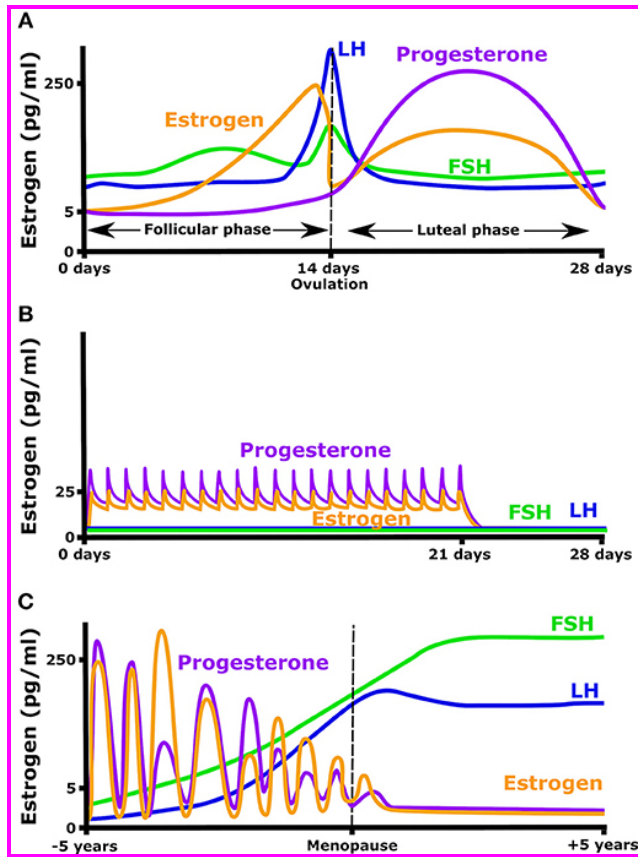 A
LH
Progesterone
Estrogen
FSH
Estrogen (pg/ml)
250
5
0
Follicular phase
Luteal phase
0 days
14 days
28 days
Ovulation
B
Estrogen (pg/ml)
Progesterone
25
Estrogen
FSH
LH
0
0 days
21 days
28 days
C
Estrogen (pg/ml)
FSH
Progesterone
250
LH
Estrogen
5
0
-5 years
Menopause
+5 years